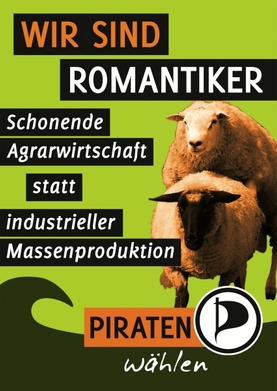 WIR SIND
ROMANTIKER
Schonende
Agrarwirtschaft
statt
industrieller
Massenproduktion
PIRATEN
wählen